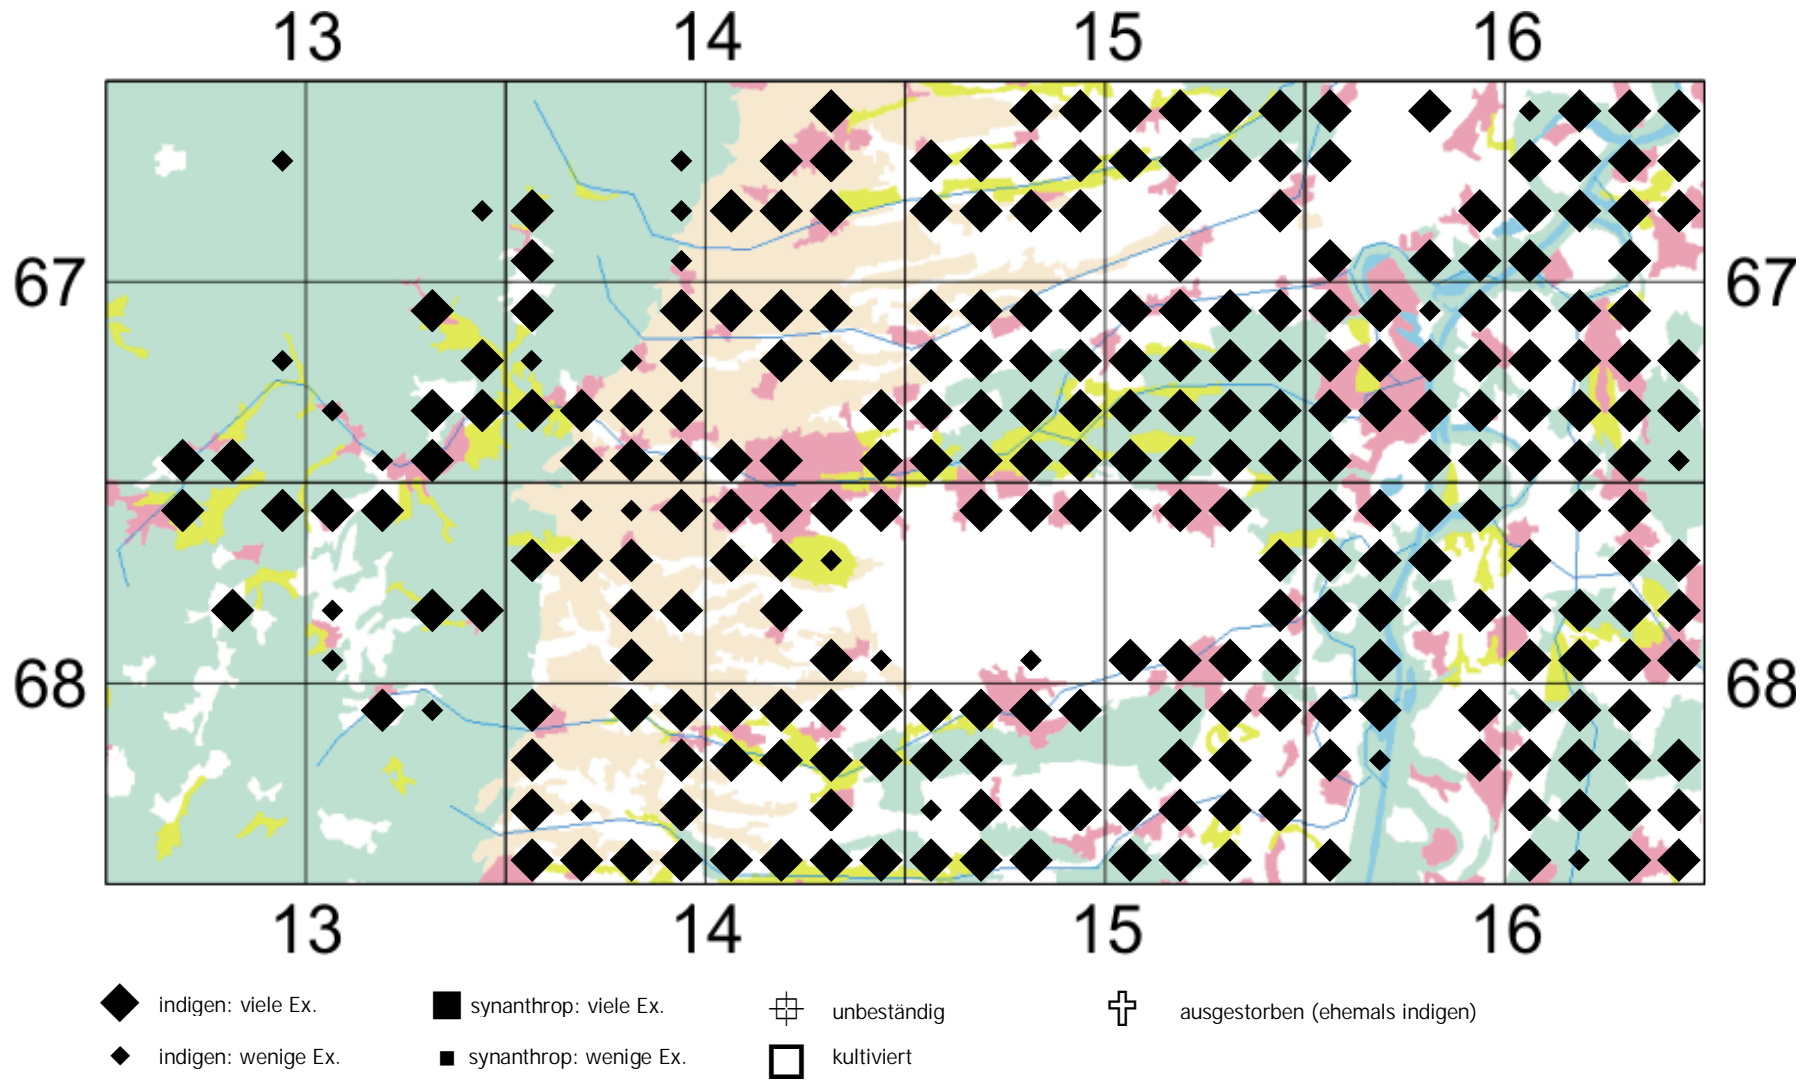 13 14 15 16
67 67
68 68
13 14 15 16
indigen: viele Ex. synanthrop: viele Ex. unbeständig ausgestorben (ehemals indigen)
indigen: wenige Ex. synanthrop: wenige Ex. kultiviert